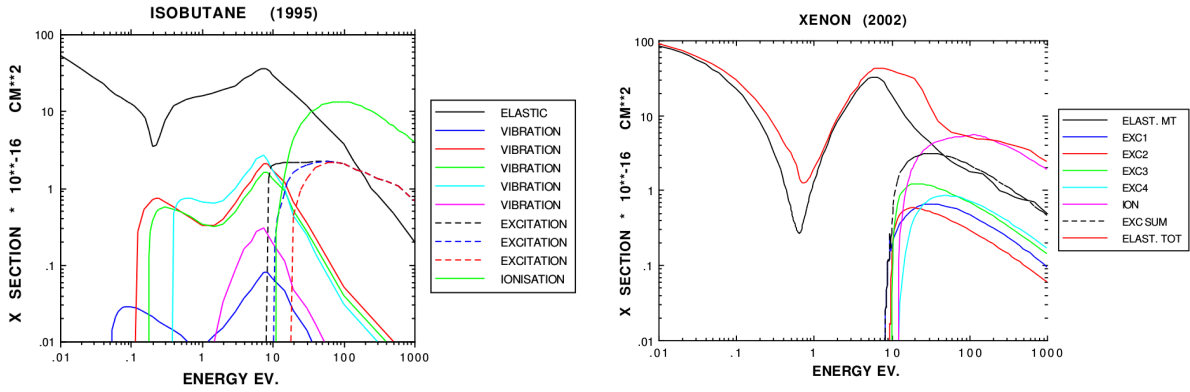 ISOBUTANE (1995)
X SECTION * 10**-16 CM**2
100
10
1
.1
.01
.01
.1
1
10
100
1000
ENERGY EV.
ELASTIC
VIBRATION
VIBRATION
VIBRATION
VIBRATION
VIBRATION
EXCITATION
EXCITATION
EXCITATION
IONISATION
XENON (2002)
X SECTION * 10**-16 CM**2
100
10
1
.1
.01
.01
.1
1
10
100
1000
ENERGY EV.
ELAST. MT
EXC1
EXC2
EXC3
EXC4
ION
EXC SUM
ELAST. TOT